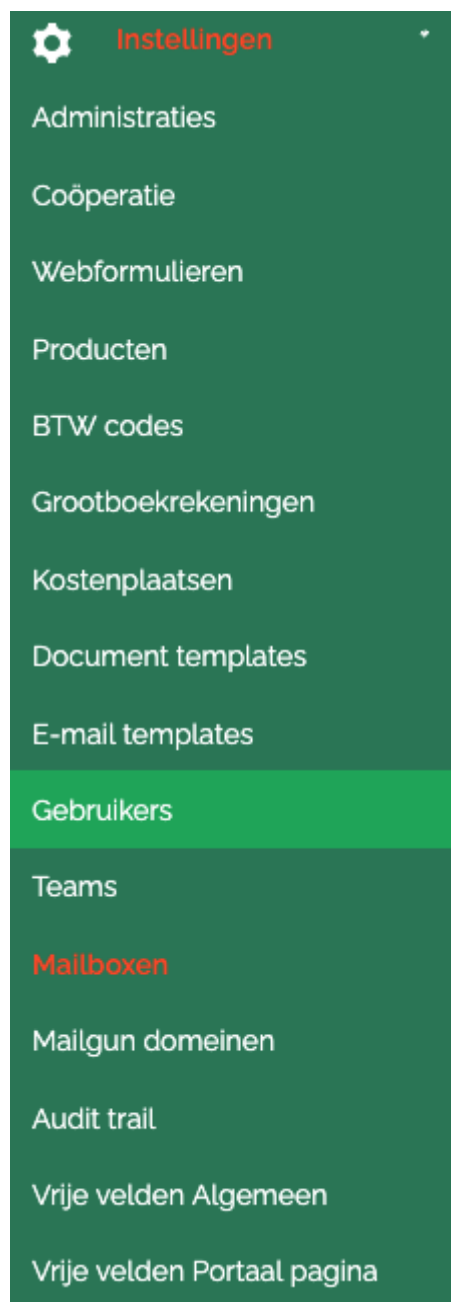 Instellingen
Administraties
Coöperatie
Webformulieren
Producten
BTW codes
Grootboekrekeningen
Kostenplaatsen
Document templates
E-mail templates
Gebruikers
Teams
Mailboxen
Mailgun domeinen
Audit trail
Vrije velden Algemeen
Vrije velden Portaal pagina